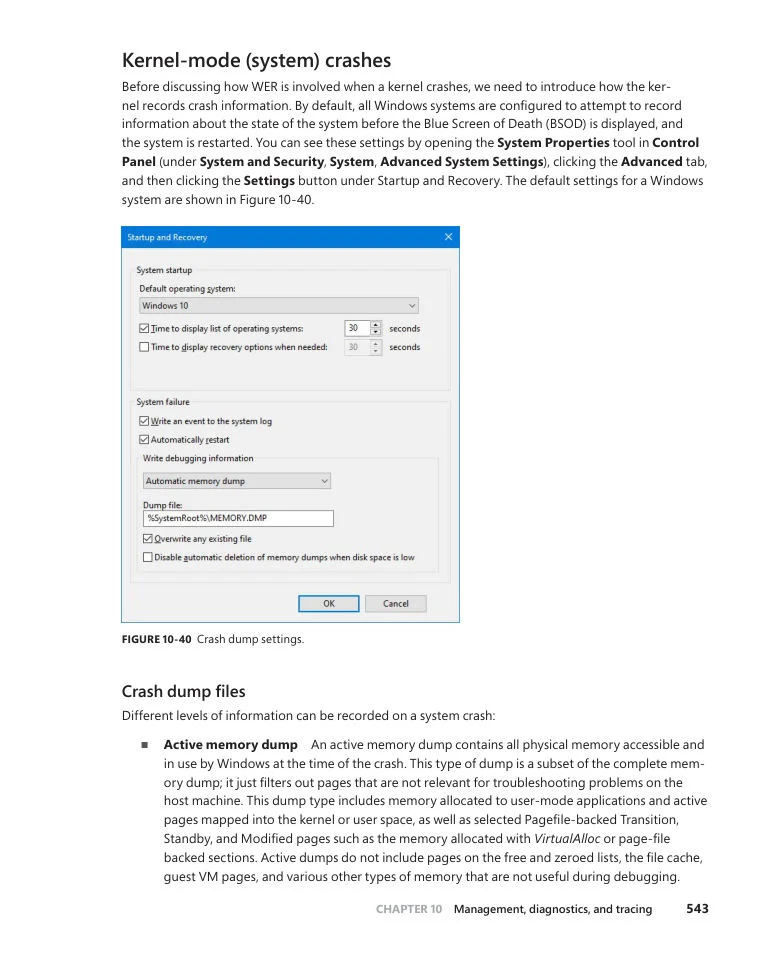 Kernel-mode (system) crashes
Before discussing how WER is involved when a kernel crashes, we need to introduce how the ker-
nel records crash information. By default, all Windows systems are configured to attempt to record
information about the state of the system before the Blue Screen of Death (BSOD) is displayed, and
the system is restarted. You can see these settings by opening the System Properties tool in Control
Panel (under System and Security, System, Advanced System Settings), clicking the Advanced tab,
and then clicking the Settings button under Startup and Recovery. The default settings for a Windows
system are shown in Figure 10-40.
Startup and Recovery
System startup
Default operating system:
Windows 10
Time to display list of operating systems: 30 seconds
Time to display recovery options when needed: 30 seconds
System failure
Write an event to the system log
Automatically restart
Write debugging information
Automatic memory dump
Dump file:
%SystemRoot%\MEMORY.DMP
Overwrite any existing file
Disable automatic deletion of memory dumps when disk space is low
OK Cancel
FIGURE 10-40 Crash dump settings.
Crash dump files
Different levels of information can be recorded on a system crash:
■ Active memory dump An active memory dump contains all physical memory accessible and
in use by Windows at the time of the crash. This type of dump is a subset of the complete mem-
ory dump; it just filters out pages that are not relevant for troubleshooting problems on the
host machine. This dump type includes memory allocated to user-mode applications and active
pages mapped into the kernel or user space, as well as selected Pagefile-backed Transition,
Standby, and Modified pages such as the memory allocated with VirtualAlloc or page-file
backed sections. Active dumps do not include pages on the free and zeroed lists, the file cache,
guest VM pages, and various other types of memory that are not useful during debugging.
CHAPTER 10 Management, diagnostics, and tracing 543